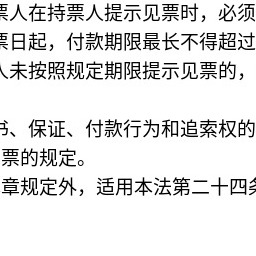 票人在持票人提示见票时，必须
票日起，付款期限最长不得超过
人未按照规定期限提示见票的，
书、保证、付款行为和追索权的
票的规定。
章规定外，适用本法第二十四条